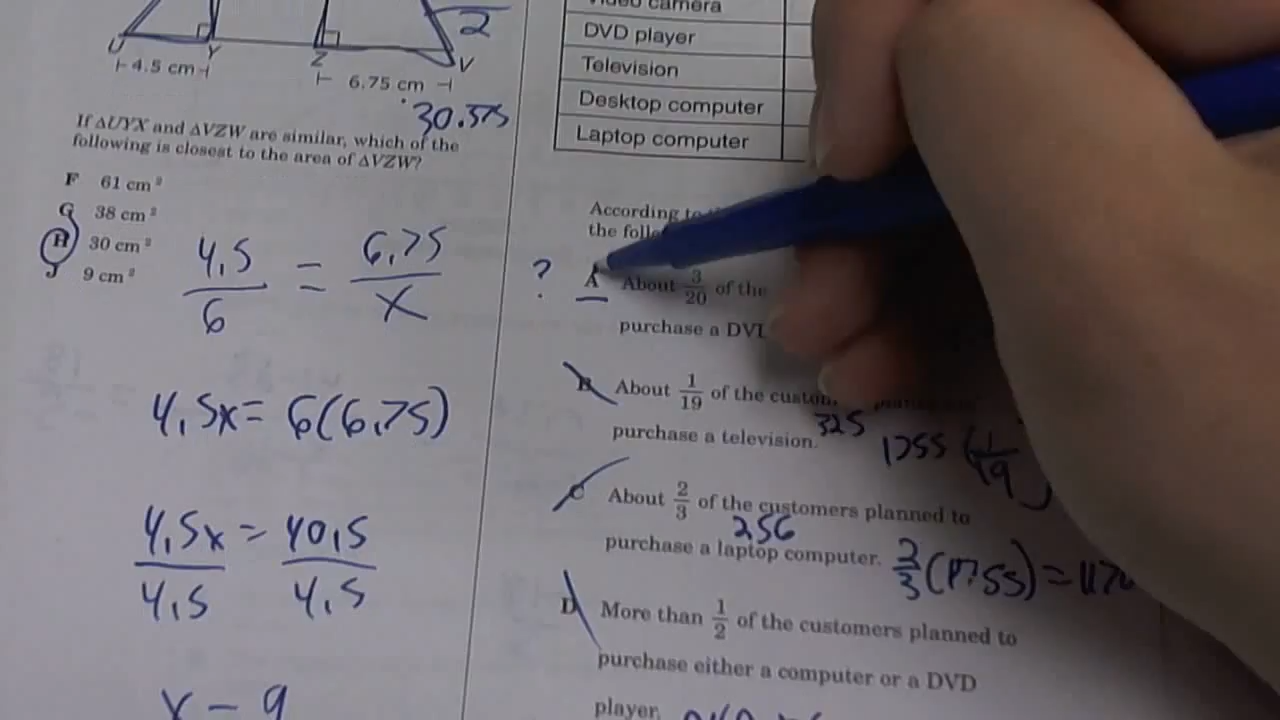 2
U Y Z V
4.5 cm
6.75 cm
30.375
If ΔUYX and ΔVZW are similar, which of the
following is closest to the area of ΔVZW?
F 61 cm²
G 38 cm²
H 30 cm²
J 9 cm²
4.5/6 = 6.75/x
4.5x = 6(6.75)
4.5x/4.5 = 40.5/4.5
x = 9
Video camera
DVD player
Television
Desktop computer
Laptop computer
According to
the
? A About 3/20 of the
purchase a DVD
B About 1/19 of the
purchase a television. 325
1755 (1/19)
C About 2/3 of the customers planned to
256
purchase a laptop computer. 2/3(1755) =
D More than 1/2 of the customers planned to
purchase either a computer or a DVD
player.